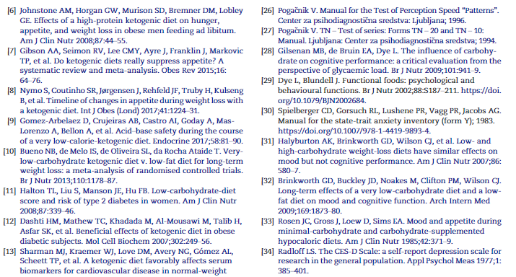 [6] Johnstone AM, Horgan GW, Murison SD, Bremner DM, Lobley
GE. Effects of a high-protein ketogenic diet on hunger,
appetite, and weight loss in obese men feeding ad libitum.
Am J Clin Nutr 2008;87:44–55.
[7] Gibson AA, Seimon RV, Lee CMY, Ayre J, Franklin J, Markovic
TP, et al. Do ketogenic diets really suppress appetite? A
systematic review and meta-analysis. Obes Rev 2015;16:
64–76.
[8] Nymo S, Coutinho SR, Jørgensen J, Rehfeld JF, Truby H, Kulseng
B, et al. Timeline of changes in appetite during weight loss with
a ketogenic diet. Int J Obes (Lond) 2017;41:1224–31.
[9] Gomez-Arbelaez D, Crujeiras AB, Castro AI, Goday A, Mas-
Lorenzo A, Bellon A, et al. Acid–base safety during the course
of a very low-calorie-ketogenic diet. Endocrine 2017;58:81–90.
[10] Bueno NB, de Melo IS, de Oliveira SL, da Rocha Ataide T. Very-
low-carbohydrate ketogenic diet v. low-fat diet for long-term
weight loss: a meta-analysis of randomised controlled trials.
Br J Nutr 2013;110:1178–87.
[11] Halton TL, Liu S, Manson JE, Hu FB. Low-carbohydrate-diet
score and risk of type 2 diabetes in women. Am J Clin Nutr
2008;87:339–46.
[12] Dashti HM, Mathew TC, Khadada M, Al-Mousawi M, Talib H,
Asfar SK, et al. Beneficial effects of ketogenic diet in obese
diabetic subjects. Mol Cell Biochem 2007;302:249–56.
[13] Sharman MJ, Kraemer WJ, Love DM, Avery NG, Gómez AL,
Scheett TP, et al. A ketogenic diet favorably affects serum
biomarkers for cardiovascular disease in normal-weight
[26] Pogačnik V. Manual for the Test of Perception Speed "Patterns".
Center za psihodiagnostična sredstva: Ljubljana; 1996.
[27] Pogačnik V. TN – Test of series: Forms TN – 20 and TN – 10:
Manual. Ljubljana: Center za psihodiagnostična sredstva; 1994.
[28] Gilsenan MB, de Bruin EA, Dye L. The influence of carbohy-
drate on cognitive performance: a critical evaluation from the
perspective of glycaemic load. Br J Nutr 2009;101:941–9.
[29] Dye L, Blundell J. Functional foods: psychological and
behavioural functions. Br J Nutr 2002;88:S187–211. https://doi.
org/10.1079/BJN2002684.
[30] Spielberger CD, Gorsuch RL, Lushene PR, Vagg PR, Jacobs AG.
Manual for the state-trait anxiety inventory (form Y); 1983.
https://doi.org/10.1007/978-1-4419-9893-4.
[31] Halyburton AK, Brinkworth GD, Wilson CJ, et al. Low- and
high-carbohydrate weight-loss diets have similar effects on
mood but not cognitive performance. Am J Clin Nutr 2007;86:
580–7.
[32] Brinkworth GD, Buckley JD, Noakes M, Clifton PM, Wilson CJ.
Long-term effects of a very low-carbohydrate diet and a low-
fat diet on mood and cognitive function. Arch Intern Med
2009;169:1873–80.
[33] Rosen JC, Gross J, Loew D, Sims EA. Mood and appetite during
minimal-carbohydrate and carbohydrate-supplemented
hypocaloric diets. Am J Clin Nutr 1985;42:371–9.
[34] Radloff LS. The CES-D Scale: a self-report depression scale for
research in the general population. Appl Psychol Meas 1977;1:
385–401.